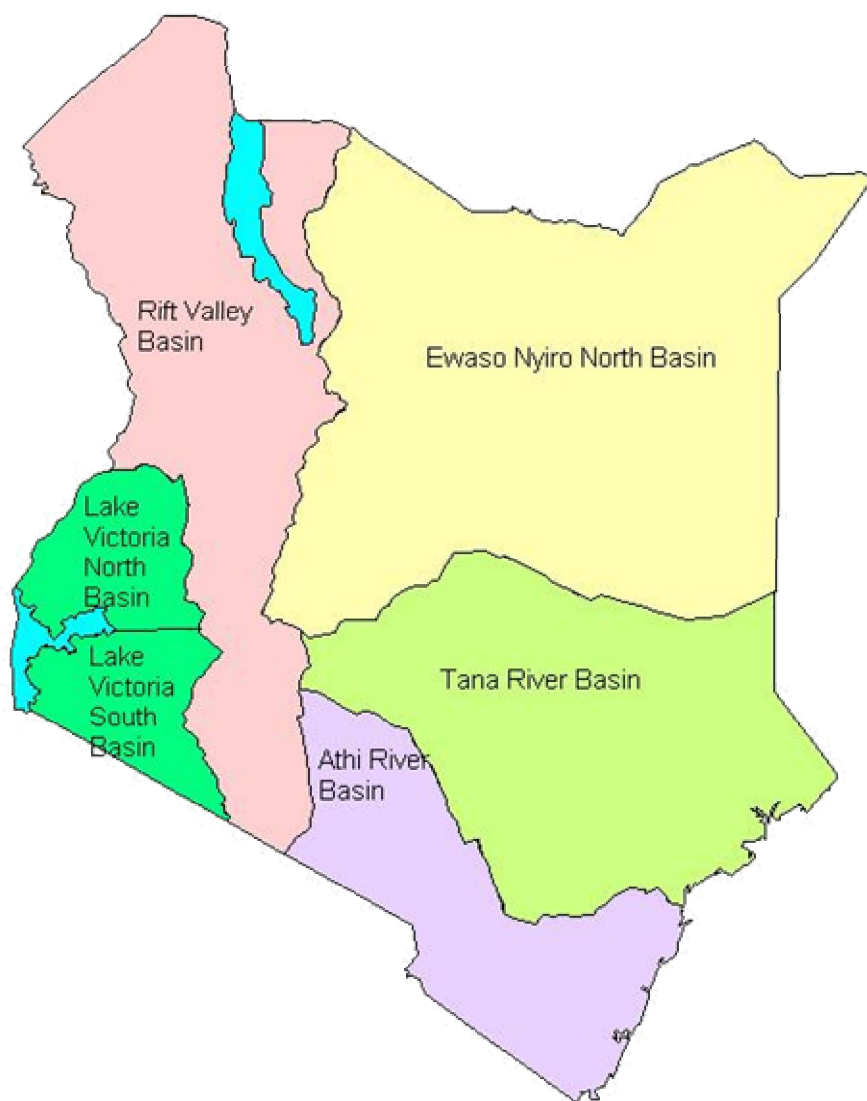 Rift Valley
Basin
Ewaso Nyiro North Basin
Lake
Victoria
North
Basin
Lake
Victoria
South
Basin
Tana River Basin
Athi River
Basin